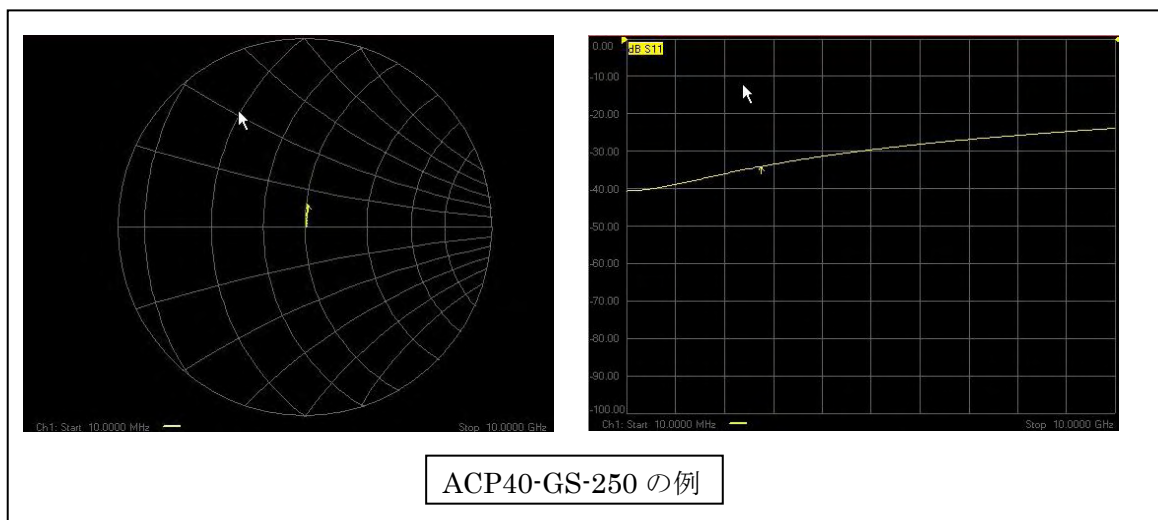 Ch1: Start 10.0000 MHz
Stop 10.0000 GHz
dB S11
0.00
-10.00
-20.00
-30.00
-40.00
-50.00
-60.00
-70.00
-80.00
-90.00
-100.00
Ch1: Start 10.0000 MHz
Stop 10.0000 GHz
ACP40-GS-250 の例